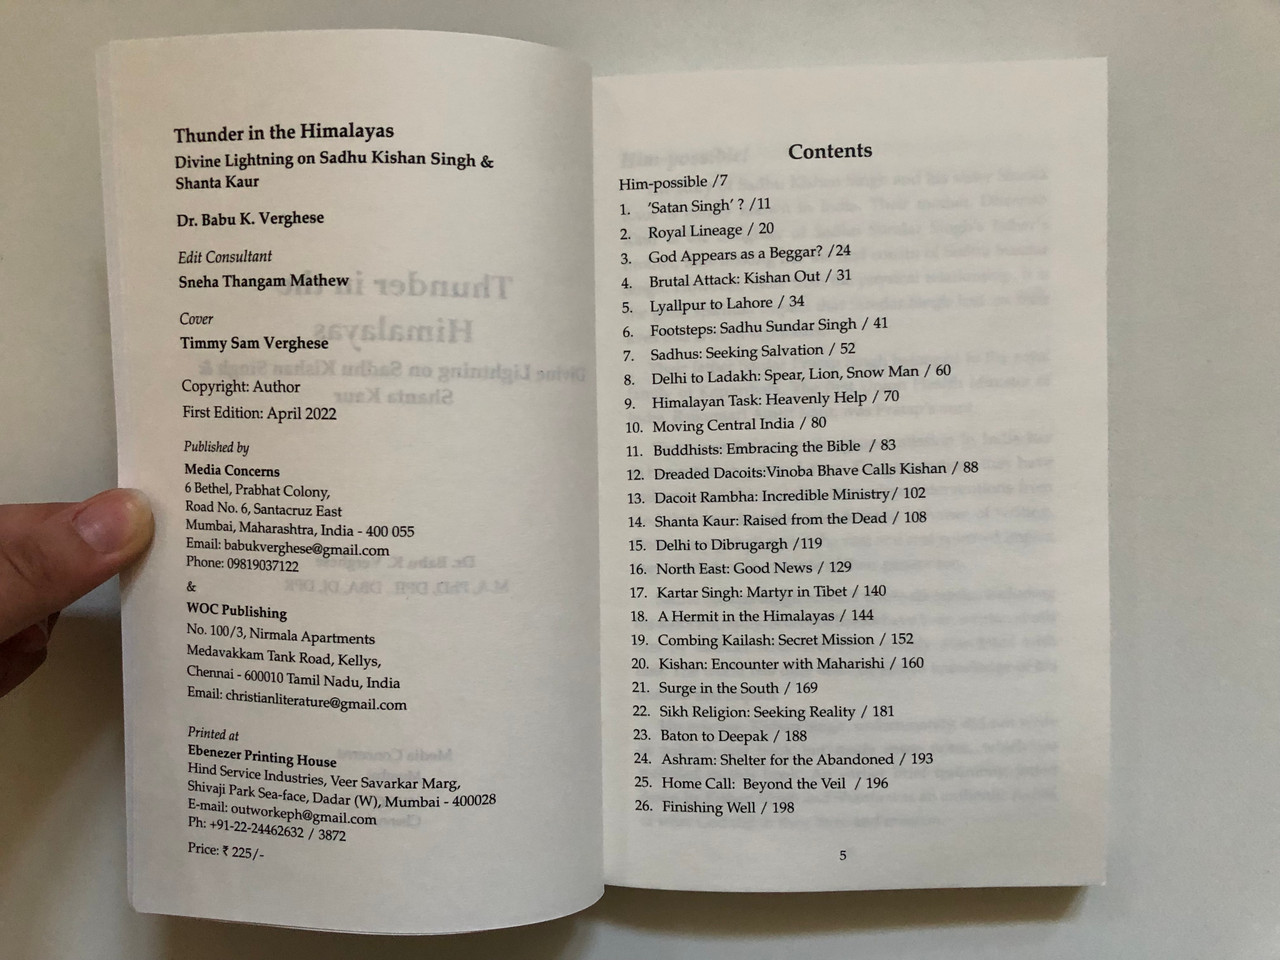 Thunder in the Himalayas
Divine Lightning on Sadhu Kishan Singh &
Shanta Kaur
Dr. Babu K. Verghese
Edit Consultant
Sneha Thangam Mathew
Cover
Timmy Sam Verghese
Copyright: Author
First Edition: April 2022
Published by
Media Concerns
6 Bethel, Prabhat Colony,
Road No. 6, Santacruz East
Mumbai, Maharashtra, India - 400 055
Email: babukverghese@gmail.com
Phone: 09819037122
&
WOC Publishing
No. 100/3, Nirmala Apartments
Medavakkam Tank Road, Kellys,
Chennai - 600010 Tamil Nadu, India
Email: christianliterature@gmail.com
Printed at
Ebenezer Printing House
Hind Service Industries, Veer Savarkar Marg,
Shivaji Park Sea-face, Dadar (W), Mumbai - 400028
E-mail: outworkeph@gmail.com
Ph: +91-22-24462632 / 3872
Price: ₹ 225/-
Contents
Him-possible /7
1. 'Satan Singh' ? /11
2. Royal Lineage / 20
3. God Appears as a Beggar? /24
4. Brutal Attack: Kishan Out / 31
5. Lyallpur to Lahore / 34
6. Footsteps: Sadhu Sundar Singh / 41
7. Sadhus: Seeking Salvation / 52
8. Delhi to Ladakh: Spear, Lion, Snow Man / 60
9. Himalayan Task: Heavenly Help / 70
10. Moving Central India / 80
11. Buddhists: Embracing the Bible / 83
12. Dreaded Dacoits:Vinoba Bhave Calls Kishan / 88
13. Dacoit Rambha: Incredible Ministry/ 102
14. Shanta Kaur: Raised from the Dead / 108
15. Delhi to Dibrugargh /119
16. North East: Good News / 129
17. Kartar Singh: Martyr in Tibet / 140
18. A Hermit in the Himalayas / 144
19. Combing Kailash: Secret Mission / 152
20. Kishan: Encounter with Maharishi / 160
21. Surge in the South / 169
22. Sikh Religion: Seeking Reality / 181
23. Baton to Deepak / 188
24. Ashram: Shelter for the Abandoned / 193
25. Home Call: Beyond the Veil / 196
26. Finishing Well / 198
5